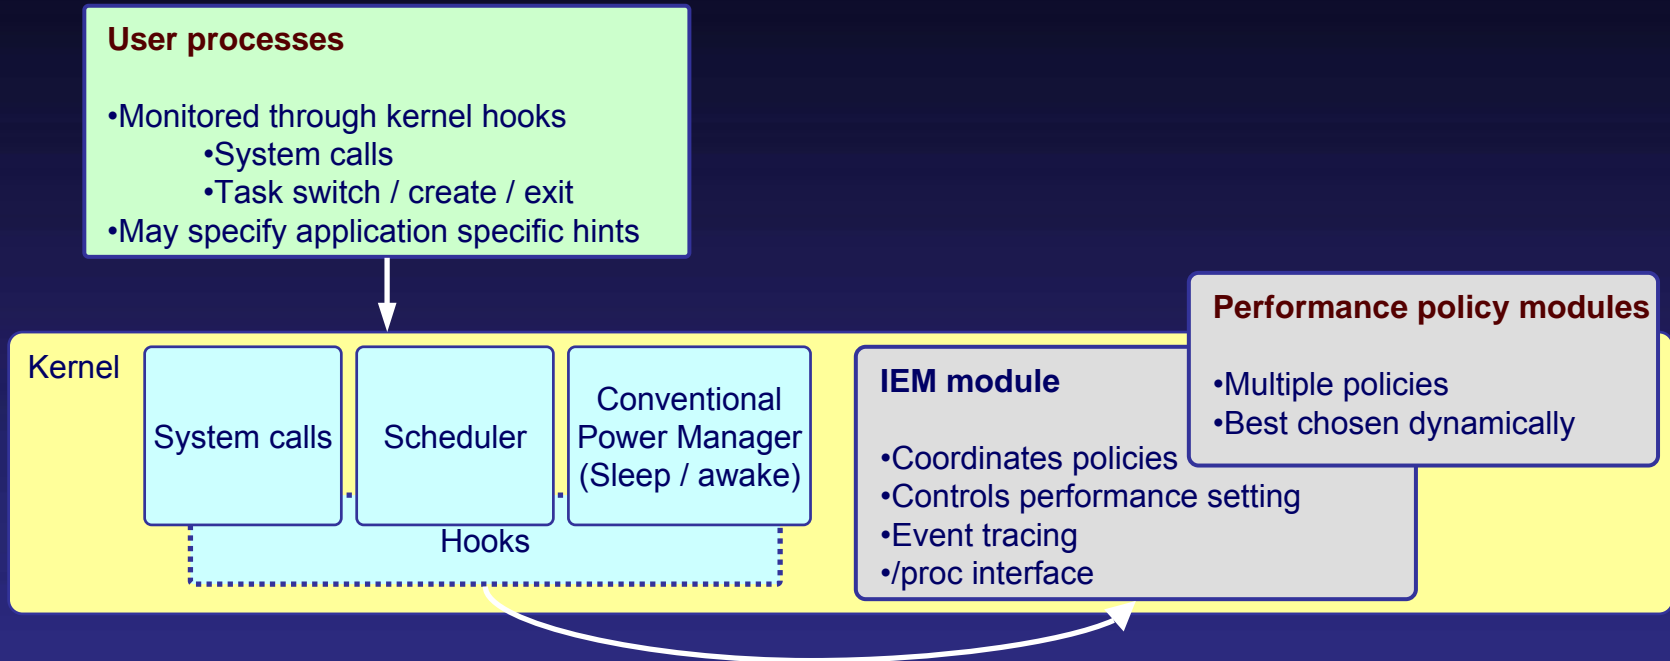 User processes
•Monitored through kernel hooks
•System calls
•Task switch / create / exit
•May specify application specific hints
Kernel
System calls
Scheduler
Conventional
Power Manager
(Sleep / awake)
Hooks
IEM module
•Coordinates policies
•Controls performance setting
•Event tracing
•/proc interface
Performance policy modules
•Multiple policies
•Best chosen dynamically